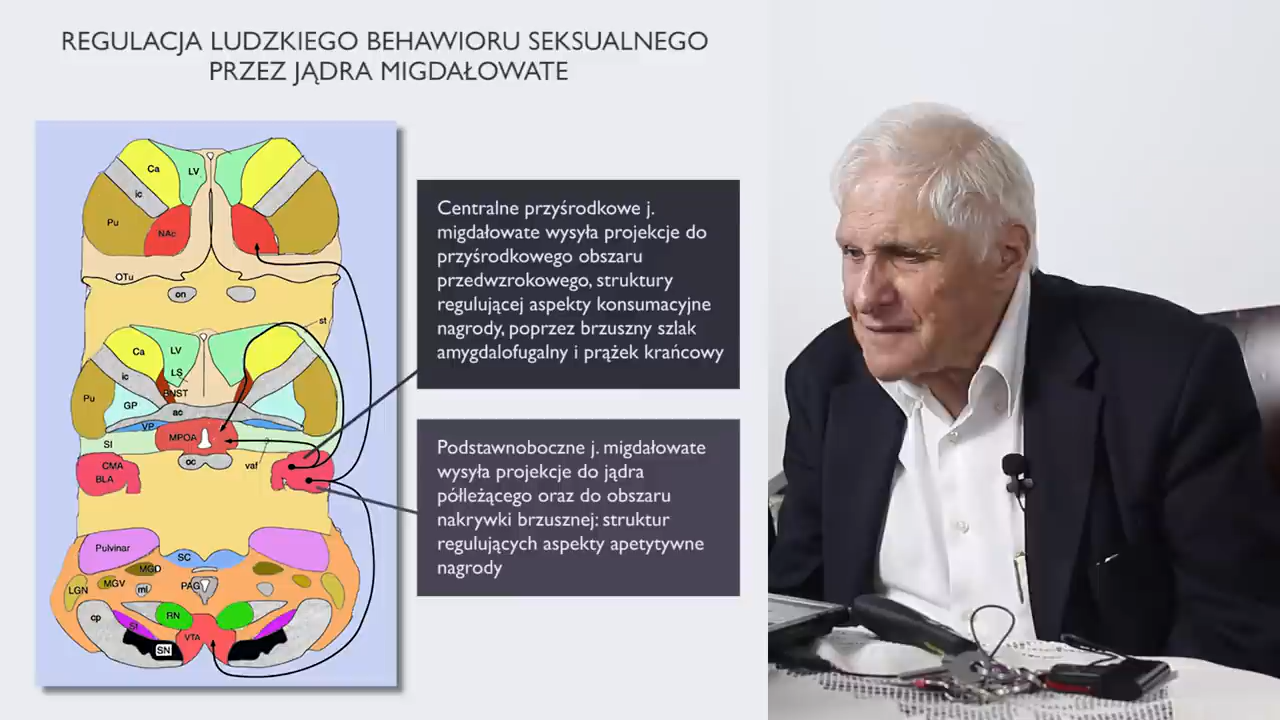 REGULACJA LUDZKIEGO BEHAWIORU SEKSUALNEGO
PRZEZ JĄDRA MIGDAŁOWATE
Ca
LV
ic
Pu
NAc
OTu
on
st
Ca
LV
ic
LS
BNST
Pu
GP
ac
VP
MPOA
SI
oc
vaf
CMA
BLA
Pulvinar
SC
MGD
MGV
ml
PAG
LGN
cp
St
RN
VTA
SN
Centralne przyśrodkowe j.
migdałowate wysyła projekcje do
przyśrodkowego obszaru
przedwzrokowego, struktury
regulującej aspekty konsumacyjne
nagrody, poprzez brzuszny szlak
amygdalofugalny i prążek krańcowy
Podstawnoboczne j. migdałowate
wysyła projekcje do jądra
półleżącego oraz do obszaru
nakrywki brzusznej: struktur
regulujących aspekty apetytywne
nagrody